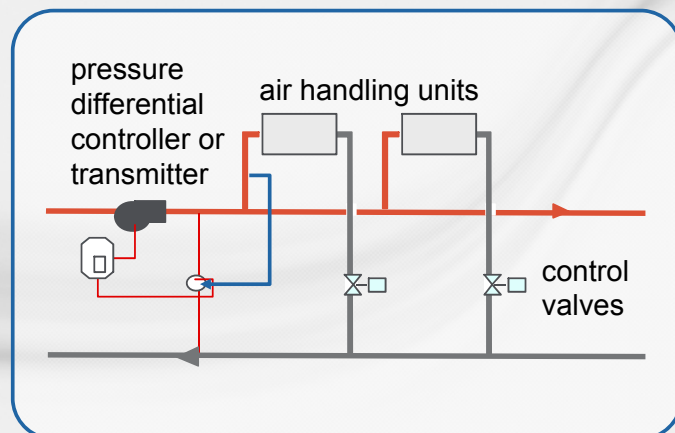 pressure
differential
controller or
transmitter
air handling units
control
valves